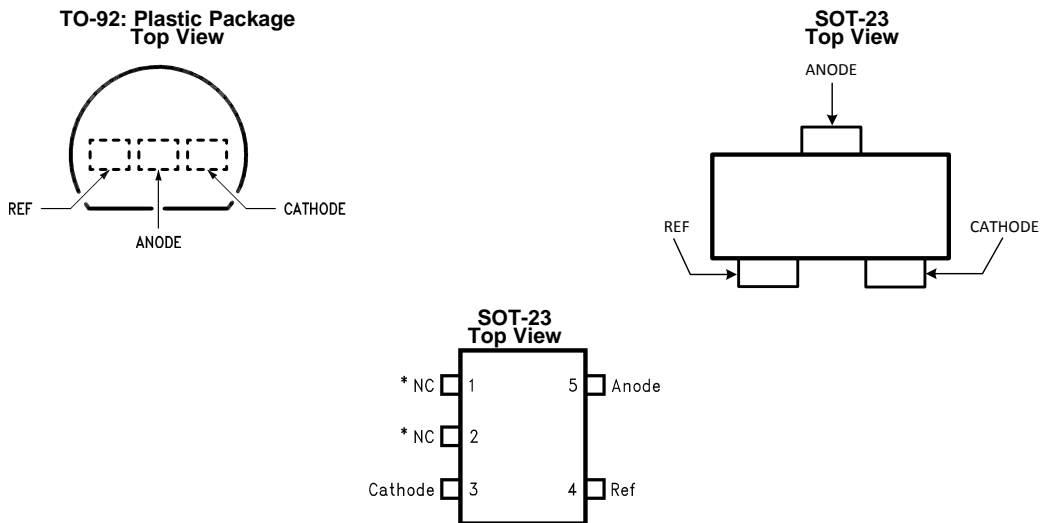 TO-92: Plastic Package
Top View
REF
ANODE
CATHODE
SOT-23
Top View
ANODE
REF
CATHODE
SOT-23
Top View
* NC 1
5 Anode
* NC 2
Cathode 3
4 Ref